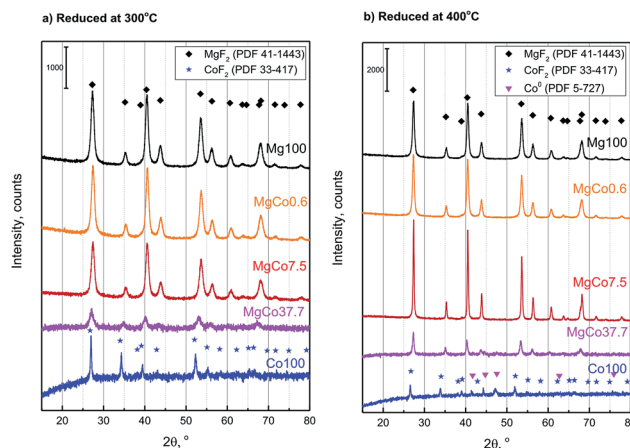 a) Reduced at 300°C
1000
MgF₂ (PDF 41-1443)
CoF₂ (PDF 33-417)
Mg100
MgCo0.6
MgCo7.5
MgCo37.7
Co100
Intensity, counts
20 30 40 50 60 70 80
2θ, °
b) Reduced at 400°C
2000
MgF₂ (PDF 41-1443)
CoF₂ (PDF 33-417)
Co⁰ (PDF 5-727)
Mg100
MgCo0.6
MgCo7.5
MgCo37.7
Co100
Intensity, counts
20 30 40 50 60 70 80
2θ, °